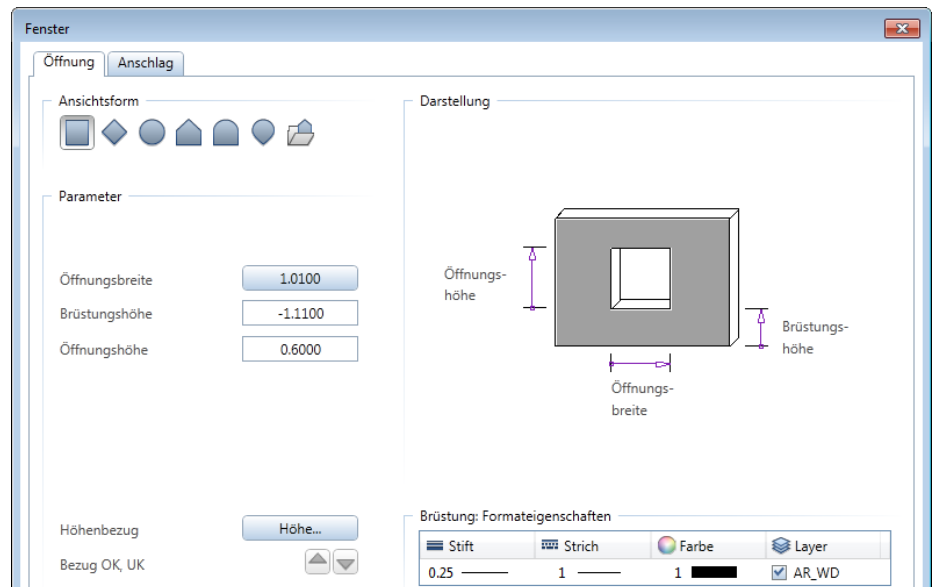 Fenster
Öffnung Anschlag
Ansichtsform
Darstellung
Parameter
Öffnungsbreite 1.0100
Brüstungshöhe -1.1100
Öffnungshöhe 0.6000
Öffnungs-
höhe
Brüstungs-
höhe
Öffnungs-
breite
Höhenbezug Höhe...
Bezug OK, UK
Brüstung: Formateigenschaften
Stift Strich Farbe Layer
0.25 1 1 AR_WD